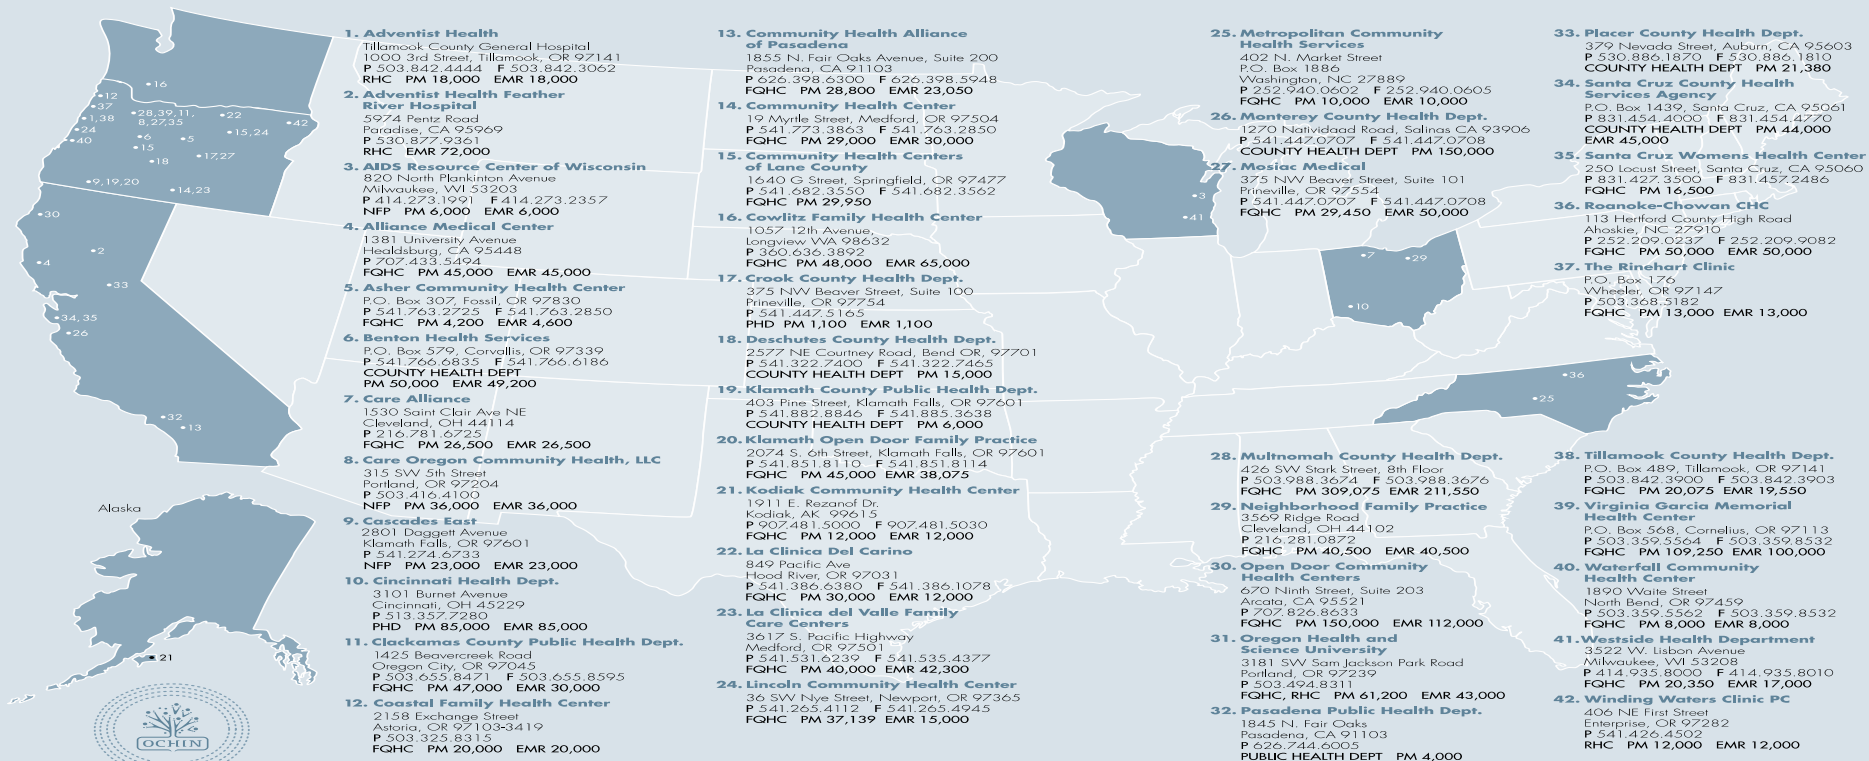 1. Adventist Health
Tillamook County General Hospital
1000 3rd Street, Tillamook, OR 97141
P 503.842.4444 F 503.842.3062
RHC PM 18,000 EMR 18,000
2. Adventist Health Feather
River Hospital
5974 Pentz Road
Paradise, CA 95969
P 530.877.9361
RHC EMR 72,000
3. AIDS Resource Center of Wisconsin
820 North Plankinton Avenue
Milwaukee, WI 53203
P 414.273.1991 F 414.273.2357
NFP PM 6,000 EMR 6,000
4. Alliance Medical Center
1381 University Avenue
Healdsburg, CA 95448
P 707.433.5494
FQHC PM 45,000 EMR 45,000
5. Asher Community Health Center
P.O. Box 307, Fossil, OR 97830
P 541.763.2725 F 541.763.2850
FQHC PM 4,200 EMR 4,600
6. Benton Health Services
P.O. Box 579, Corvallis, OR 97339
P 541.766.6835 F 541.766.6186
COUNTY HEALTH DEPT
PM 50,000 EMR 49,200
7. Care Alliance
1530 Saint Clair Ave NE
Cleveland, OH 44114
P 216.781.6725
FQHC PM 26,500 EMR 26,500
8. Care Oregon Community Health, LLC
315 SW 5th Street
Portland, OR 97204
P 503.416.4100
NFP PM 36,000 EMR 36,000
9. Cascades East
2801 Daggett Avenue
Klamath Falls, OR 97601
P 541.274.6733
NFP PM 23,000 EMR 23,000
10. Cincinnati Health Dept.
3101 Burnet Avenue
Cincinnati, OH 45229
P 513.357.7280
PHD PM 85,000 EMR 85,000
11. Clackamas County Public Health Dept.
1425 Beavercreek Road
Oregon City, OR 97045
P 503.655.8471 F 503.655.8595
FQHC PM 47,000 EMR 30,000
12. Coastal Family Health Center
2158 Exchange Street
Astoria, OR 97103-3419
P 503.325.8315
FQHC PM 20,000 EMR 20,000
13. Community Health Alliance
of Pasadena
1855 N. Fair Oaks Avenue, Suite 200
Pasadena, CA 91103
P 626.398.6300 F 626.398.5948
FQHC PM 28,800 EMR 23,050
14. Community Health Center
19 Myrtle Street, Medford, OR 97504
P 541.773.3863 F 541.763.2850
FQHC PM 29,000 EMR 30,000
15. Community Health Centers
of Lane County
1640 G Street, Springfield, OR 97477
P 541.682.3550 F 541.682.3562
FQHC PM 29,950
16. Cowlitz Family Health Center
1057 12th Avenue,
Longview WA 98632
P 360.636.3892
FQHC PM 48,000 EMR 65,000
17. Crook County Health Dept.
375 NW Beaver Street, Suite 100
Prineville, OR 97754
P 541.447.5165
PHD PM 1,100 EMR 1,100
18. Deschutes County Health Dept.
2577 NE Courtney Road, Bend OR, 97701
P 541.322.7400 F 541.322.7465
COUNTY HEALTH DEPT PM 15,000
19. Klamath County Public Health Dept.
403 Pine Street, Klamath Falls, OR 97601
P 541.882.8846 F 541.885.3638
COUNTY HEALTH DEPT PM 6,000
20. Klamath Open Door Family Practice
2074 S. 6th Street, Klamath Falls, OR 97601
P 541.851.8110 F 541.851.8114
FQHC PM 45,000 EMR 38,075
21. Kodiak Community Health Center
1911 E. Rezanof Dr.
Kodiak, AK 99615
P 907.481.5000 F 907.481.5030
FQHC PM 12,000 EMR 12,000
22. La Clinica Del Carino
849 Pacific Ave
Hood River, OR 97031
P 541.386.6380 F 541.386.1078
FQHC PM 30,000 EMR 12,000
23. La Clinica del Valle Family
Care Centers
3617 S. Pacific Highway
Medford, OR 97501
P 541.531.6239 F 541.535.4377
FQHC PM 40,000 EMR 42,300
24. Lincoln Community Health Center
36 SW Nye Street, Newport, OR 97365
P 541.265.4112 F 541.265.4945
FQHC PM 37,139 EMR 15,000
25. Metropolitan Community
Health Services
402 N. Market Street
P.O. Box 1886
Washington, NC 27889
P 252.940.0602 F 252.940.0605
FQHC PM 10,000 EMR 10,000
26. Monterey County Health Dept.
1270 Natividaad Road, Salinas CA 93906
P 541.447.0707 F 541.447.0708
COUNTY HEALTH DEPT PM 150,000
27. Mosiac Medical
375 NW Beaver Street, Suite 101
Prineville, OR 97554
P 541.447.0707 F 541.447.0708
FQHC PM 29,450 EMR 50,000
28. Multnomah County Health Dept.
426 SW Stark Street, 8th Floor
P 503.988.3674 F 503.988.3676
FQHC PM 309,075 EMR 211,550
29. Neighborhood Family Practice
3569 Ridge Road
Cleveland, OH 44102
P 216.281.0872
FQHC PM 40,500 EMR 40,500
30. Open Door Community
Health Centers
670 Ninth Street, Suite 203
Arcata, CA 95521
P 707.826.8633
FQHC PM 150,000 EMR 112,000
31. Oregon Health and
Science University
3181 SW Sam Jackson Park Road
Portland, OR 97239
P 503.494.8311
FQHC, RHC PM 61,200 EMR 43,000
32. Pasadena Public Health Dept.
1845 N. Fair Oaks
Pasadena, CA 91103
P 626.744.6005
PUBLIC HEALTH DEPT PM 4,000
33. Placer County Health Dept.
379 Nevada Street, Auburn, CA 95603
P 530.886.1870 F 530.886.1810
COUNTY HEALTH DEPT PM 21,380
34. Santa Cruz County Health
Services Agency
P.O. Box 1439, Santa Cruz, CA 95061
P 831.454.4000 F 831.454.4770
COUNTY HEALTH DEPT PM 44,000
EMR 45,000
35. Santa Cruz Womens Health Center
250 Locust Street, Santa Cruz, CA 95060
P 831.427.3500 F 831.457.2486
FQHC PM 16,500
36. Roanoke-Chowan CHC
113 Hertford County High Road
Ahoskie, NC 27910
P 252.209.0237 F 252.209.9082
FQHC PM 50,000 EMR 50,000
37. The Rinehart Clinic
P.O. Box 176
Wheeler, OR 97147
P 503.368.5182
FQHC PM 13,000 EMR 13,000
38. Tillamook County Health Dept.
P.O. Box 489, Tillamook, OR 97141
P 503.842.3900 F 503.842.3903
FQHC PM 20,075 EMR 19,550
39. Virginia Garcia Memorial
Health Center
P.O. Box 568, Cornelius, OR 97113
P 503.359.5564 F 503.359.8532
FQHC PM 109,250 EMR 100,000
40. Waterfall Community
Health Center
1890 Waite Street
North Bend, OR 97459
P 503.359.5562 F 503.359.8532
FQHC PM 8,000 EMR 8,000
41. Westside Health Department
3522 W. Lisbon Avenue
Milwaukee, WI 53208
P 414.935.8000 F 414.935.8010
FQHC PM 20,350 EMR 17,000
42. Winding Waters Clinic PC
406 NE First Street
Enterprise, OR 97282
P 541.426.4502
RHC PM 12,000 EMR 12,000
16
12
37
1,38
24
40
28,39,11,
8,27,35
22
42
6
5
15,24
15
18
17,27
9,19,20
14,23
30
2
4
33
34,35
26
32
13
3
41
7
29
10
36
25
Alaska
21
OCHIN